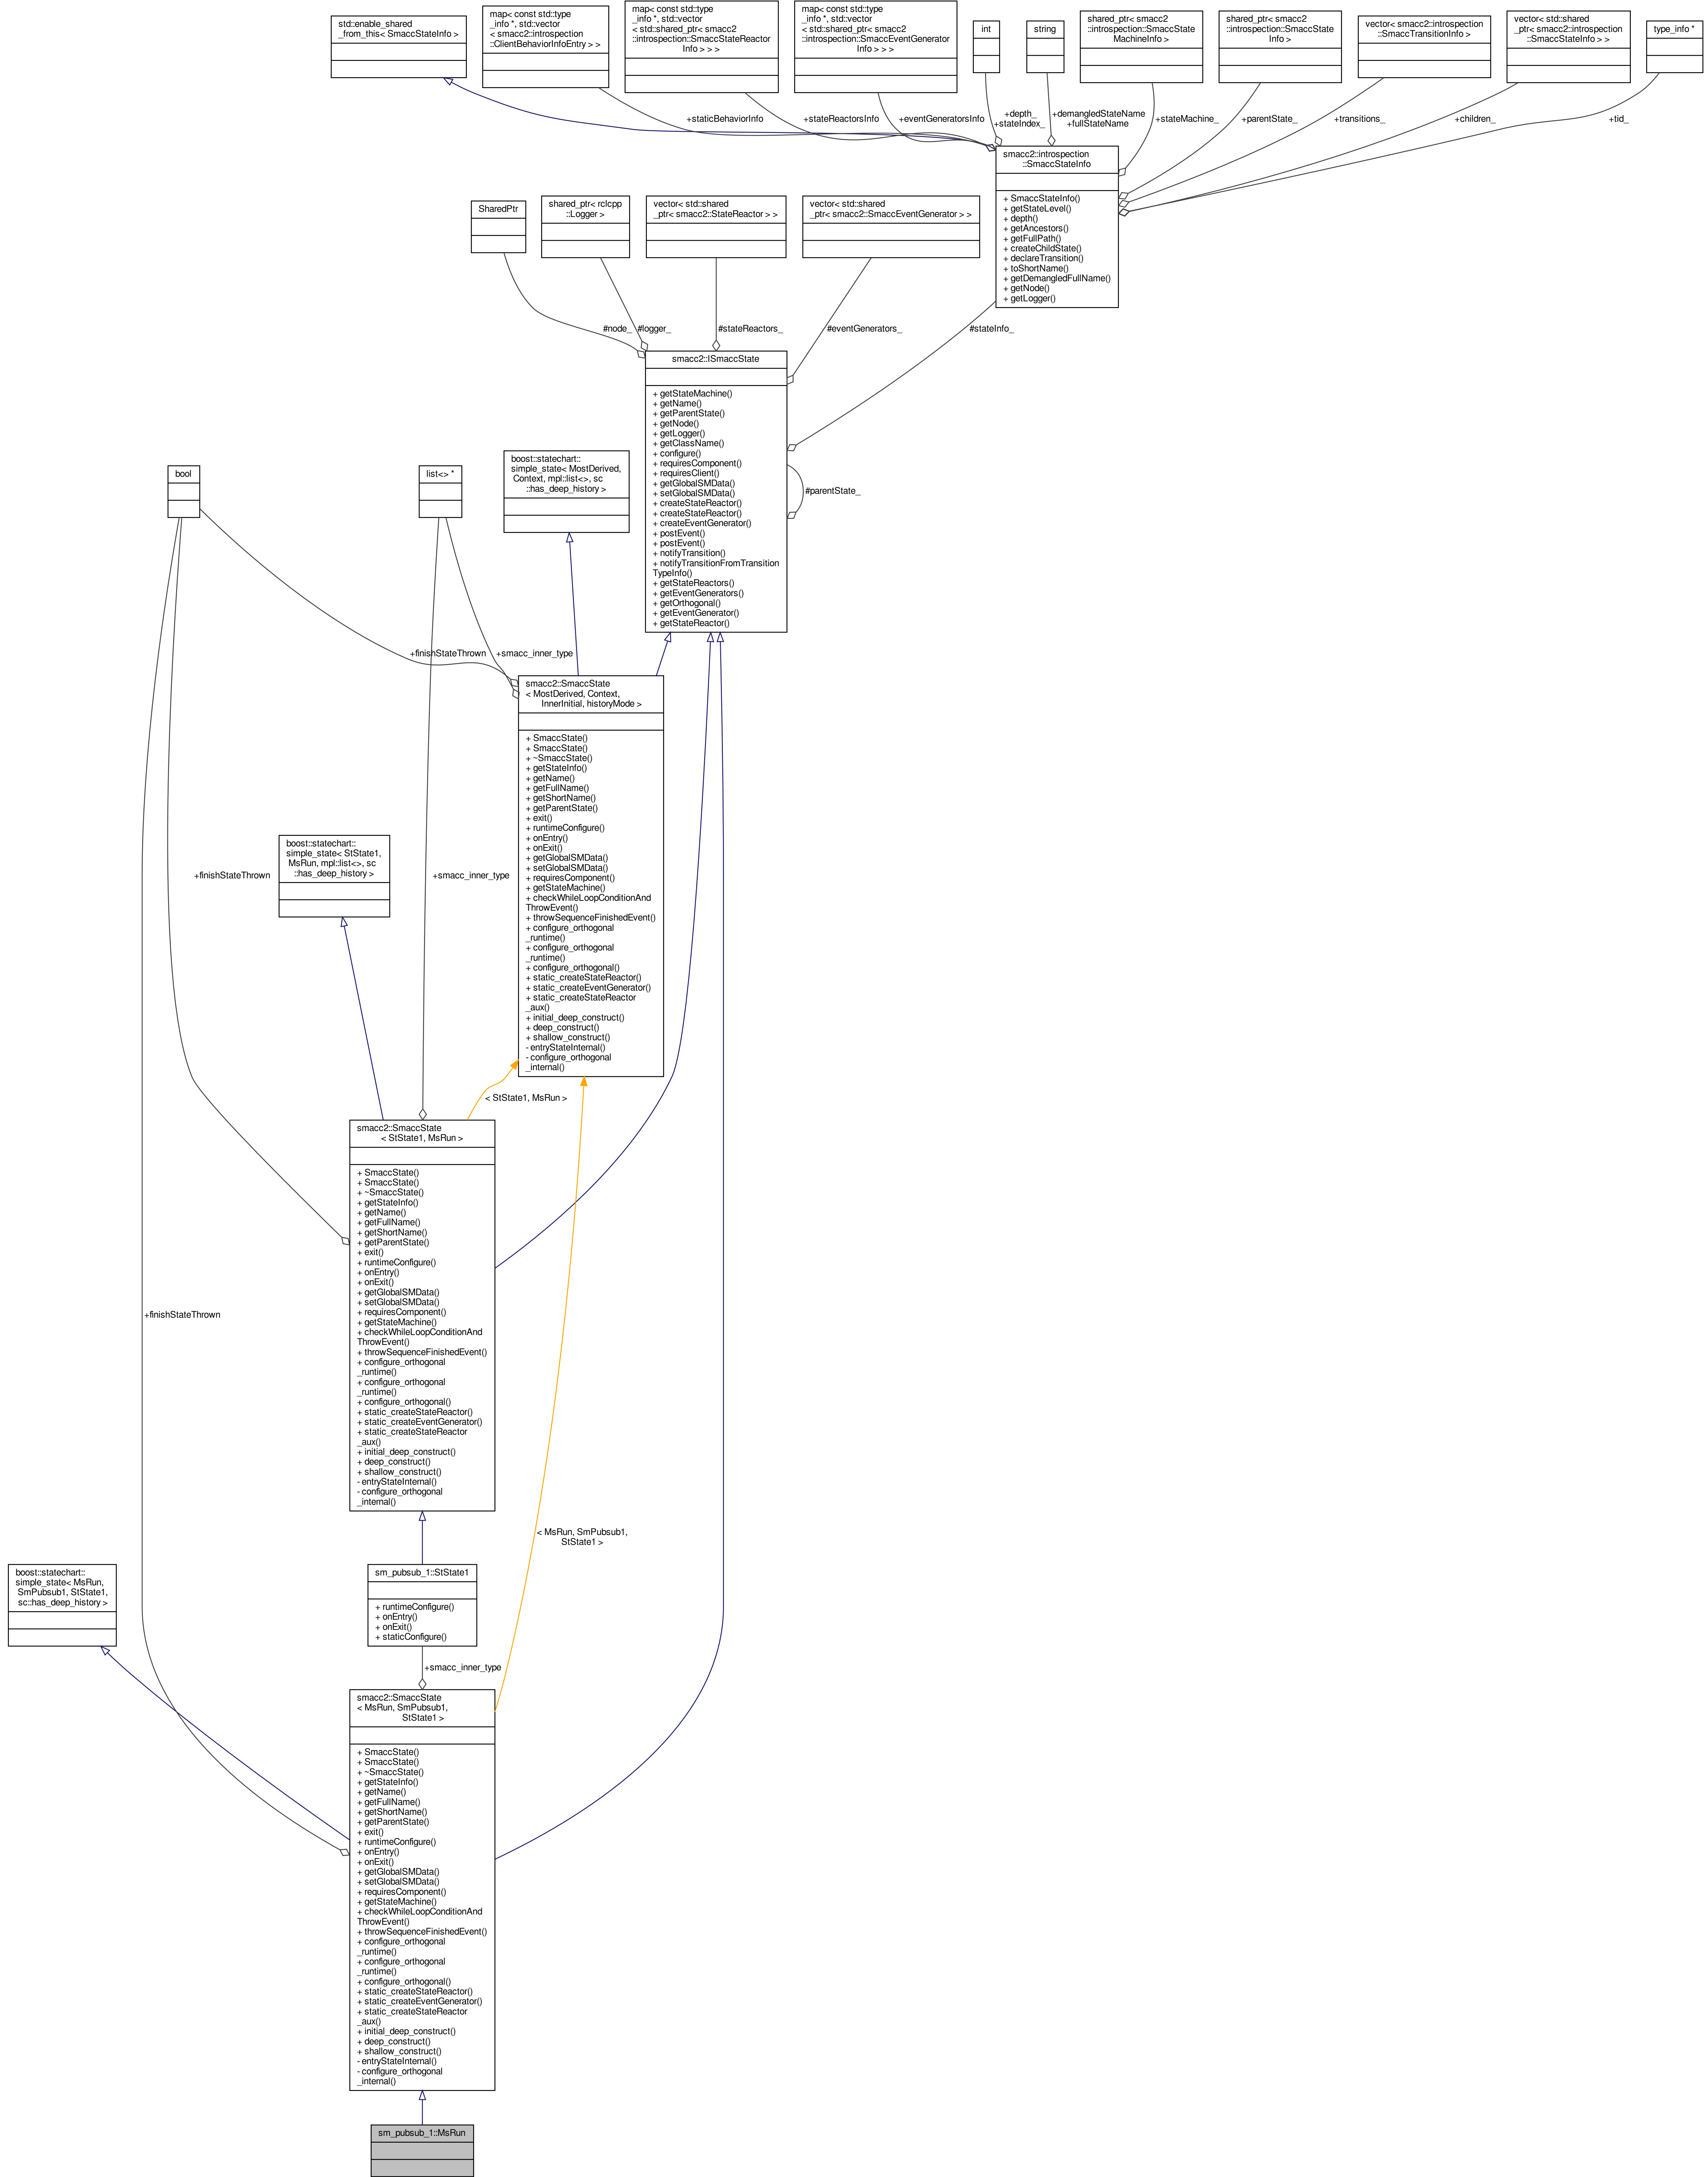 std::enable_shared
_from_this< SmaccStateInfo >
map< const std::type
_info *, std::vector
< smacc2::introspection
::ClientBehaviorInfoEntry > >
map< const std::type
_info *, std::vector
< std::shared_ptr< smacc2
::introspection::SmaccStateReactor
Info > > >
map< const std::type
_info *, std::vector
< std::shared_ptr< smacc2
::introspection::SmaccEventGenerator
Info > > >
int
string
shared_ptr< smacc2
::introspection::SmaccState
MachineInfo >
shared_ptr< smacc2
::introspection::SmaccState
Info >
vector< smacc2::introspection
::SmaccTransitionInfo >
vector< std::shared
_ptr< smacc2::introspection
::SmaccStateInfo > >
type_info *
+staticBehaviorInfo
+stateReactorsInfo
+eventGeneratorsInfo
+depth_
+stateIndex_
+demangledStateName
+fullStateName
+stateMachine_
+parentState_
+transitions_
+children_
+tid_
smacc2::introspection
::SmaccStateInfo
+ SmaccStateInfo()
+ getStateLevel()
+ depth()
+ getAncestors()
+ getFullPath()
+ createChildState()
+ declareTransition()
+ toShortName()
+ getDemangledFullName()
+ getNode()
+ getLogger()
SharedPtr
shared_ptr< rclcpp
::Logger >
vector< std::shared
_ptr< smacc2::StateReactor > >
vector< std::shared
_ptr< smacc2::SmaccEventGenerator > >
#node_
#logger_
#stateReactors_
#eventGenerators_
#stateInfo_
smacc2::ISmaccState
+ getStateMachine()
+ getName()
+ getParentState()
+ getNode()
+ getLogger()
+ getClassName()
+ configure()
+ requiresComponent()
+ requiresClient()
+ getGlobalSMData()
+ setGlobalSMData()
+ createStateReactor()
+ createStateReactor()
+ createEventGenerator()
+ postEvent()
+ postEvent()
+ notifyTransition()
+ notifyTransitionFromTransition
TypeInfo()
+ getStateReactors()
+ getEventGenerators()
+ getOrthogonal()
+ getEventGenerator()
+ getStateReactor()
#parentState_
bool
list<> *
boost::statechart::
simple_state< MostDerived,
Context, mpl::list<>, sc
::has_deep_history >
+finishStateThrown
+smacc_inner_type
smacc2::SmaccState
< MostDerived, Context,
InnerInitial, historyMode >
+ SmaccState()
+ SmaccState()
+ ~SmaccState()
+ getStateInfo()
+ getName()
+ getFullName()
+ getShortName()
+ getParentState()
+ exit()
+ runtimeConfigure()
+ onEntry()
+ onExit()
+ getGlobalSMData()
+ setGlobalSMData()
+ requiresComponent()
+ getStateMachine()
+ checkWhileLoopConditionAnd
ThrowEvent()
+ throwSequenceFinishedEvent()
+ configure_orthogonal
_runtime()
+ configure_orthogonal
_runtime()
+ configure_orthogonal()
+ static_createStateReactor()
+ static_createEventGenerator()
+ static_createStateReactor
_aux()
+ initial_deep_construct()
+ deep_construct()
+ shallow_construct()
- entryStateInternal()
- configure_orthogonal
_internal()
boost::statechart::
simple_state< StState1,
MsRun, mpl::list<>, sc
::has_deep_history >
+finishStateThrown
+smacc_inner_type
< StState1, MsRun >
smacc2::SmaccState
< StState1, MsRun >
+ SmaccState()
+ SmaccState()
+ ~SmaccState()
+ getStateInfo()
+ getName()
+ getFullName()
+ getShortName()
+ getParentState()
+ exit()
+ runtimeConfigure()
+ onEntry()
+ onExit()
+ getGlobalSMData()
+ setGlobalSMData()
+ requiresComponent()
+ getStateMachine()
+ checkWhileLoopConditionAnd
ThrowEvent()
+ throwSequenceFinishedEvent()
+ configure_orthogonal
_runtime()
+ configure_orthogonal
_runtime()
+ configure_orthogonal()
+ static_createStateReactor()
+ static_createEventGenerator()
+ static_createStateReactor
_aux()
+ initial_deep_construct()
+ deep_construct()
+ shallow_construct()
- entryStateInternal()
- configure_orthogonal
_internal()
+finishStateThrown
< MsRun, SmPubsub1,
StState1 >
boost::statechart::
simple_state< MsRun,
SmPubsub1, StState1,
sc::has_deep_history >
sm_pubsub_1::StState1
+ runtimeConfigure()
+ onEntry()
+ onExit()
+ staticConfigure()
+smacc_inner_type
smacc2::SmaccState
< MsRun, SmPubsub1,
StState1 >
+ SmaccState()
+ SmaccState()
+ ~SmaccState()
+ getStateInfo()
+ getName()
+ getFullName()
+ getShortName()
+ getParentState()
+ exit()
+ runtimeConfigure()
+ onEntry()
+ onExit()
+ getGlobalSMData()
+ setGlobalSMData()
+ requiresComponent()
+ getStateMachine()
+ checkWhileLoopConditionAnd
ThrowEvent()
+ throwSequenceFinishedEvent()
+ configure_orthogonal
_runtime()
+ configure_orthogonal
_runtime()
+ configure_orthogonal()
+ static_createStateReactor()
+ static_createEventGenerator()
+ static_createStateReactor
_aux()
+ initial_deep_construct()
+ deep_construct()
+ shallow_construct()
- entryStateInternal()
- configure_orthogonal
_internal()
sm_pubsub_1::MsRun